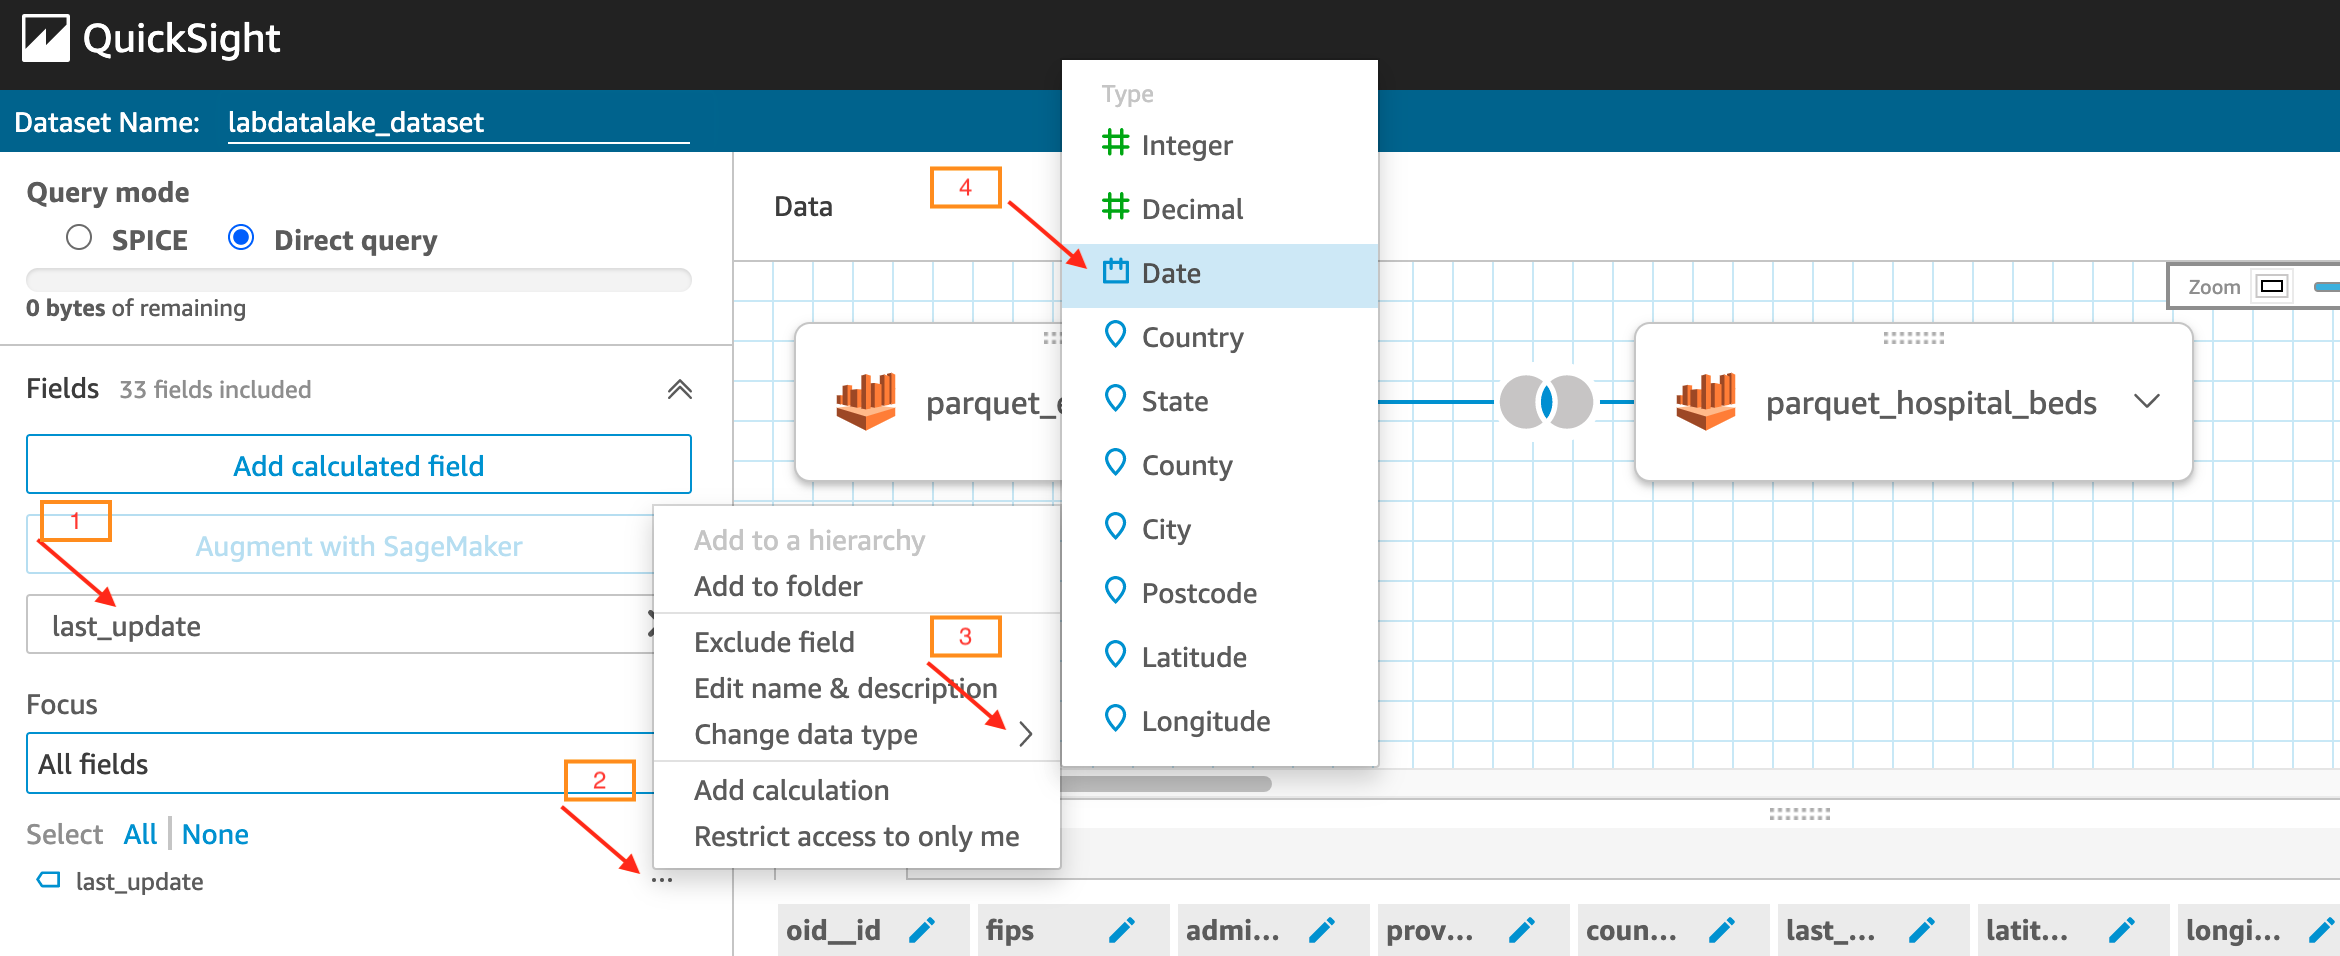 QuickSight
Dataset Name: labdatalake_dataset
Query mode
SPICE
Direct query
0 bytes of remaining
Fields 33 fields included
Add calculated field
1
Augment with SageMaker
last_update
Focus
All fields
2
Select All None
last_update
...
Add to a hierarchy
Add to folder
Exclude field
3
Edit name & description
Change data type
Add calculation
Restrict access to only me
Data
4
Type
Integer
Decimal
Date
Country
State
County
City
Postcode
Latitude
Longitude
Zoom
parquet_e
parquet_hospital_beds
oid__id
fips
admi...
prov...
coun...
last_...
latit...
longi...